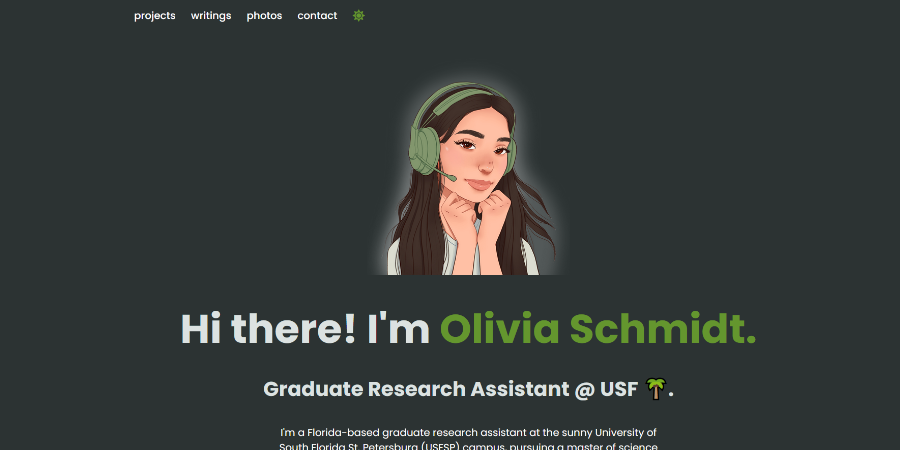 projects writings photos contact
Hi there! I'm Olivia Schmidt.
Graduate Research Assistant @ USF 🌴.
I'm a Florida-based graduate research assistant at the sunny University of
South Florida St. Petersburg (USFSP) campus, pursuing a master of science